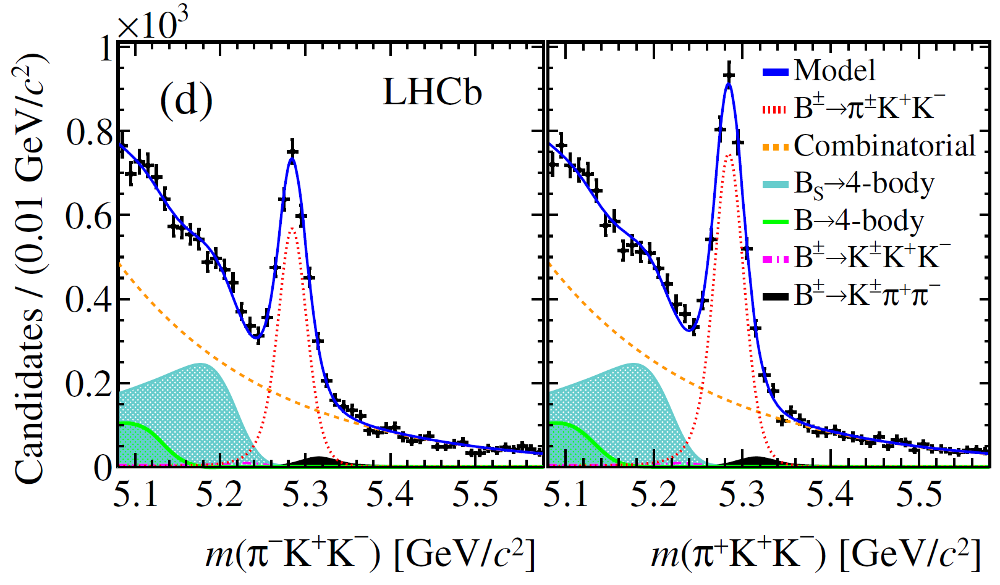 ×10³
Candidates / (0.01 GeV/c²)
1
0.8
0.6
0.4
0.2
0
(d)
LHCb
5.1 5.2 5.3 5.4 5.5
m(π⁻K⁺K⁻) [GeV/c²]
Model
B±→π±K⁺K⁻
Combinatorial
B_S→4-body
B→4-body
B±→K±K⁺K⁻
B±→K±π⁺π⁻
5.1 5.2 5.3 5.4 5.5
m(π⁺K⁺K⁻) [GeV/c²]